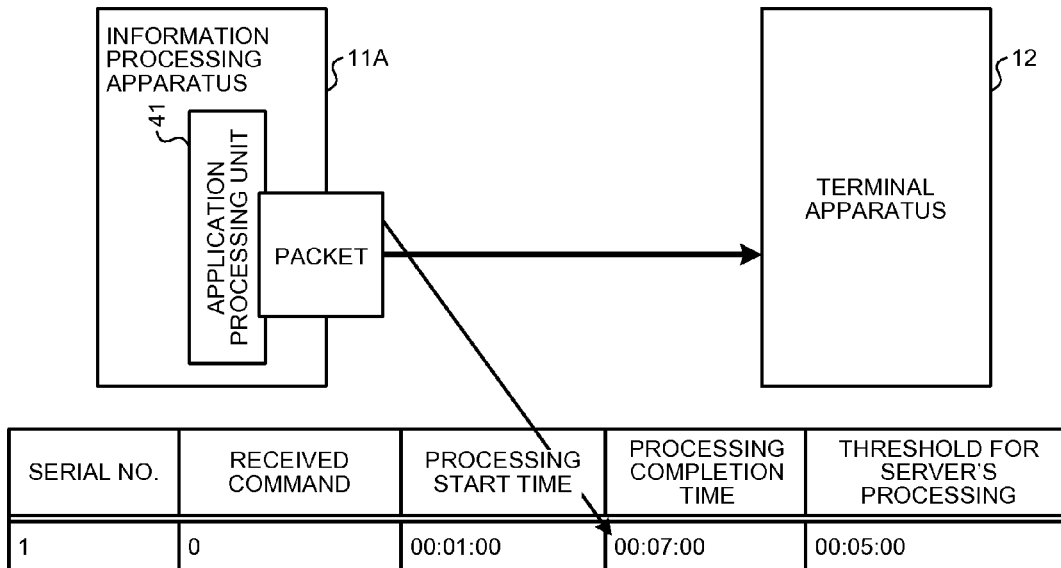 INFORMATION
PROCESSING
APPARATUS
11A
12
41
APPLICATION
PROCESSING UNIT
PACKET
TERMINAL
APPARATUS
SERIAL NO.
RECEIVED
COMMAND
PROCESSING
START TIME
PROCESSING
COMPLETION
TIME
THRESHOLD FOR
SERVER'S
PROCESSING
1
0
00:01:00
00:07:00
00:05:00